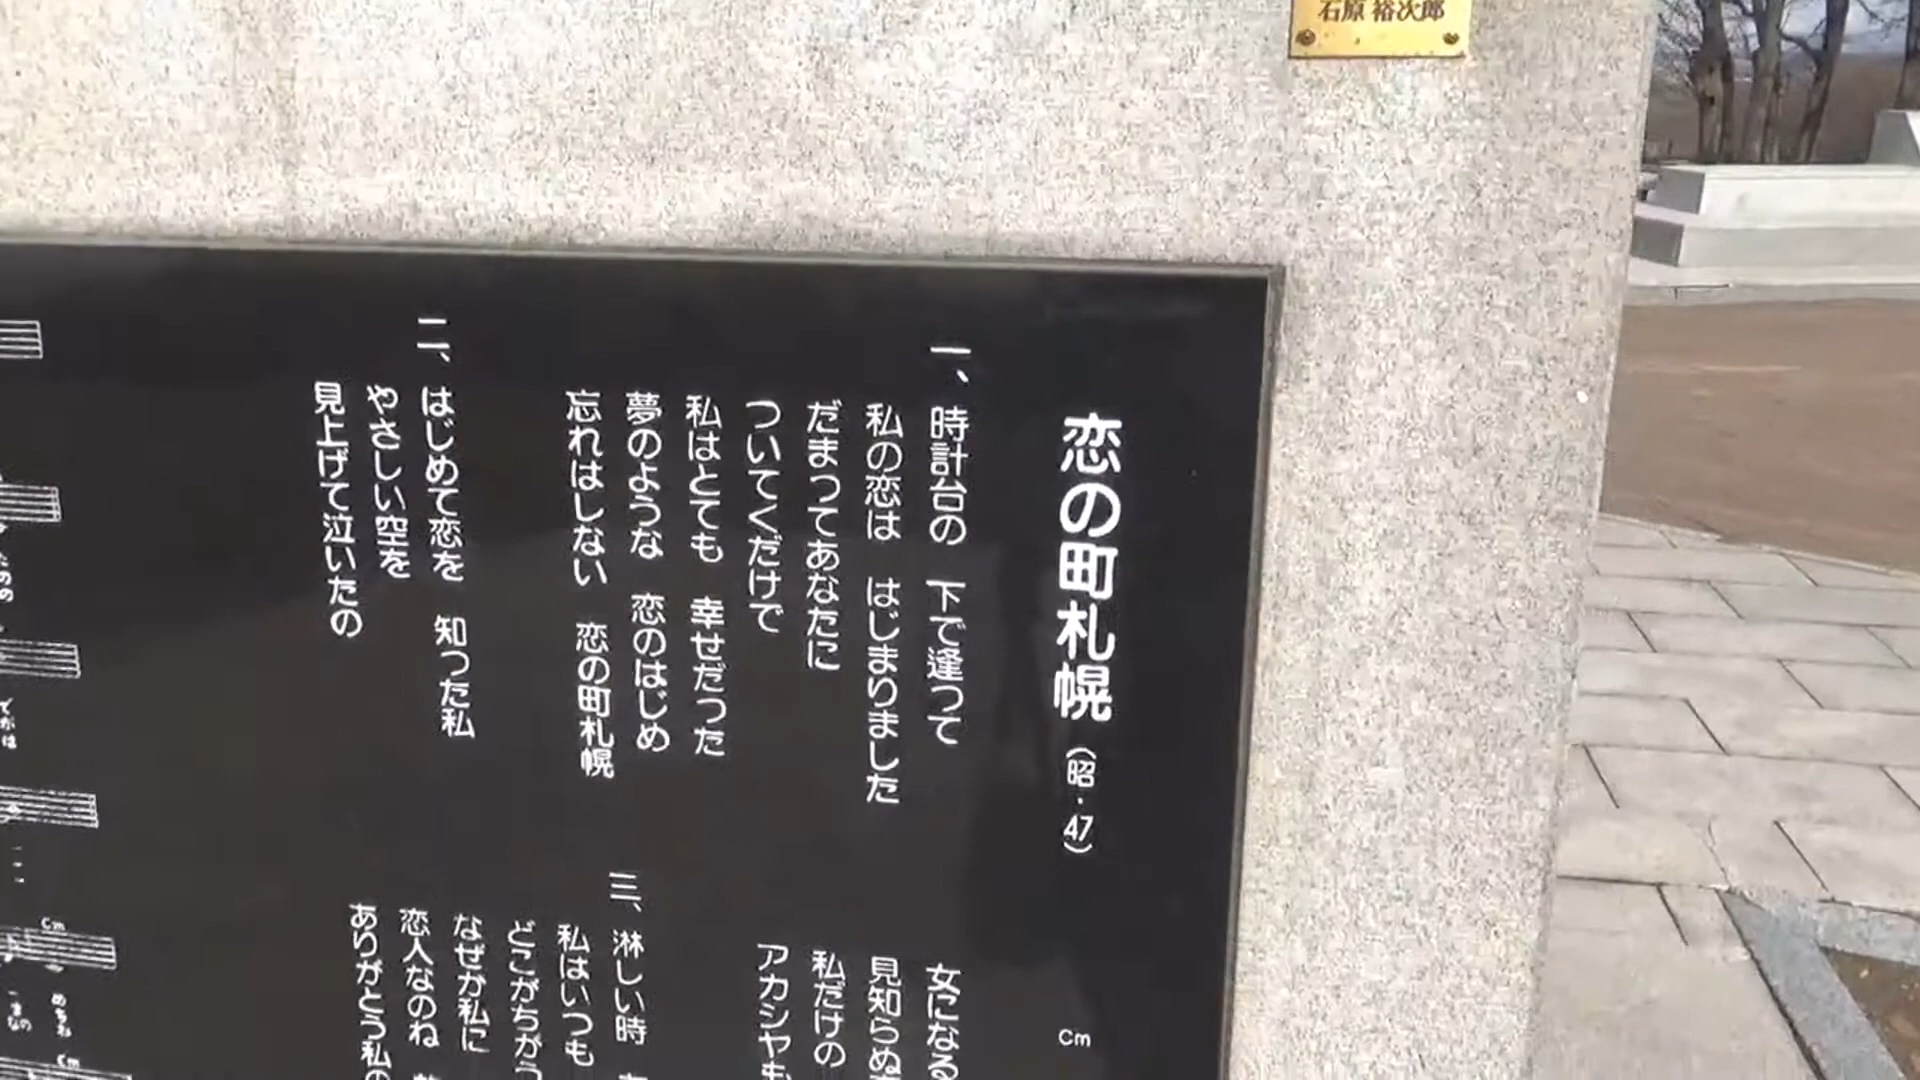 石原 裕次郎
恋の町札幌（昭・47）
Cm
一、時計台の 下で逢って
私の恋は はじまりました
だまってあなたに
ついてくだけで
私はとても 幸せだった
夢のような 恋のはじめ
忘れはしない 恋の町札幌
二、はじめて恋を 知った私
やさしい空を
見上げて泣いたの
女になる
見知らぬ
私だけの
アカシヤも
三、淋しい時
私はいつも
どこがちがう
なぜか私に
恋人なのね
ありがとう私の
Cm
Cm